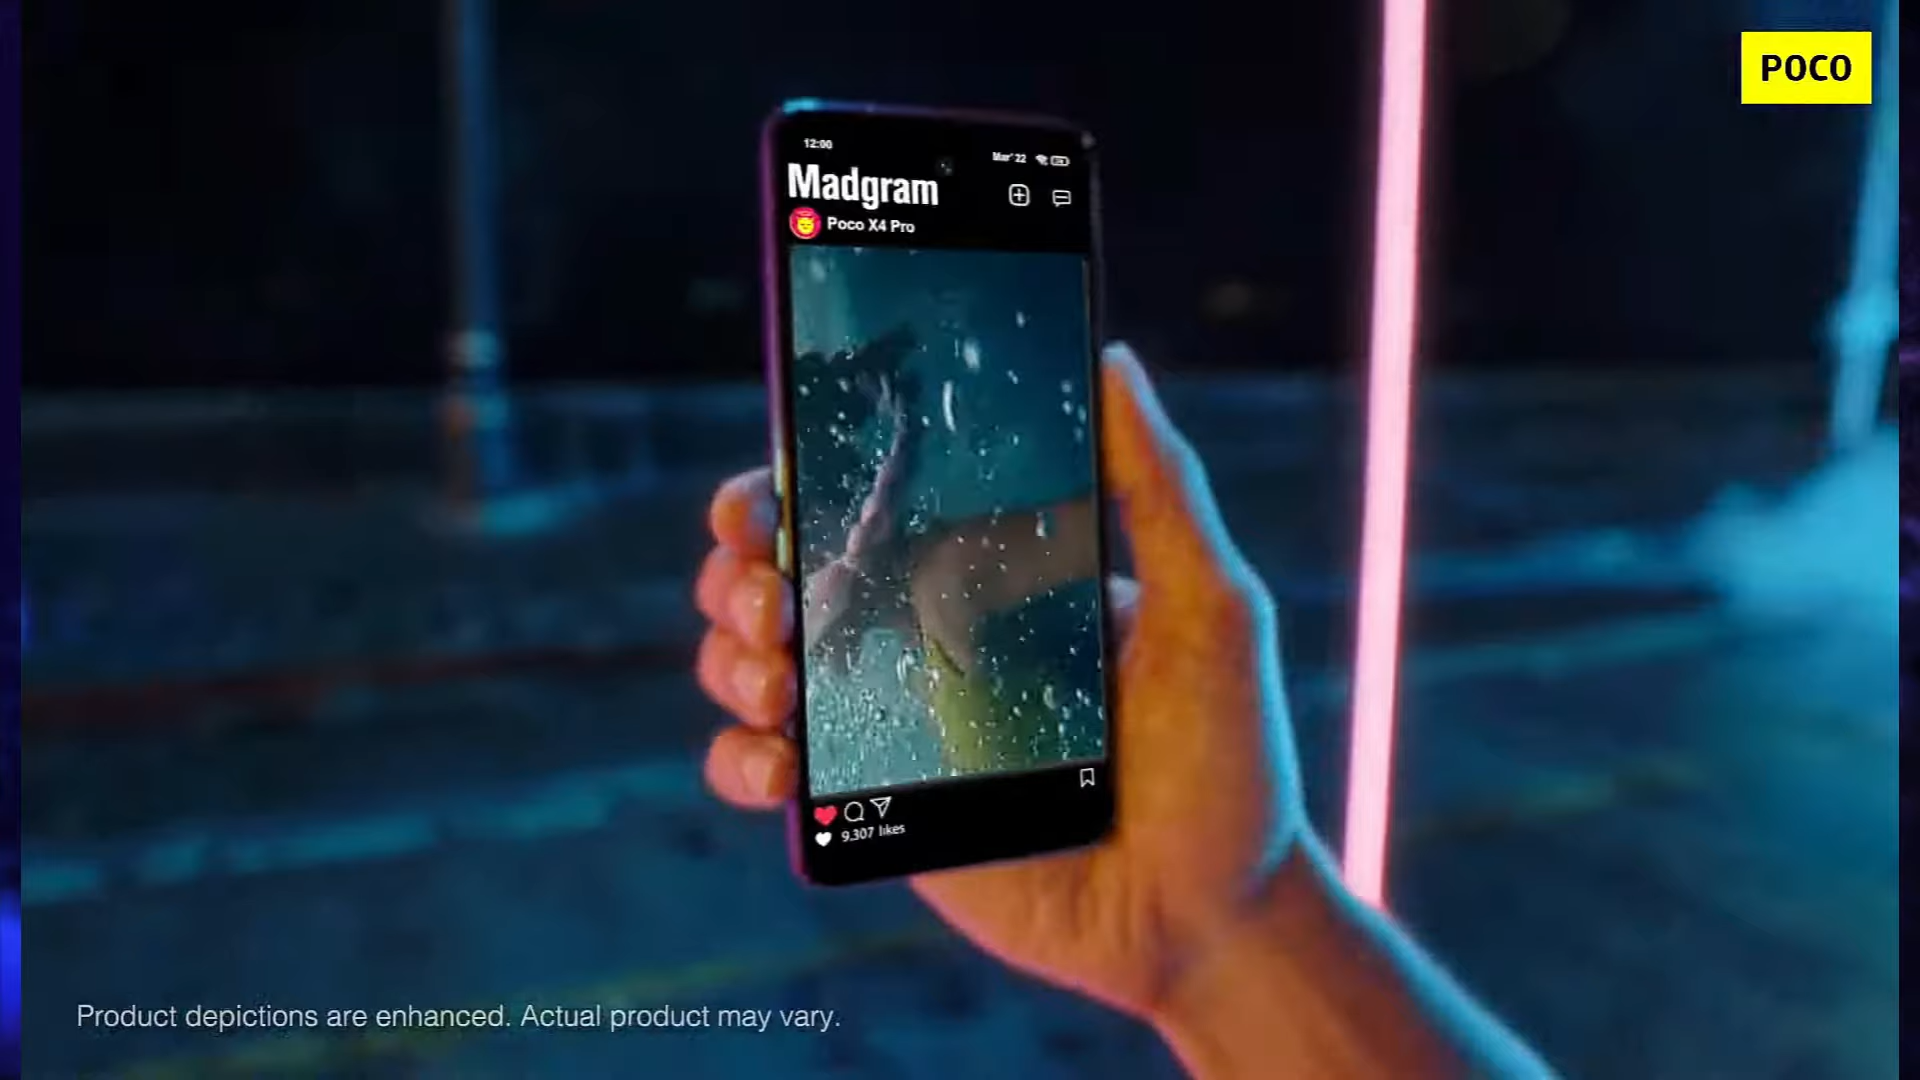 POCO
12:00
Mar' 22
Madgram
Poco X4 Pro
9.307 likes
Product depictions are enhanced. Actual product may vary.